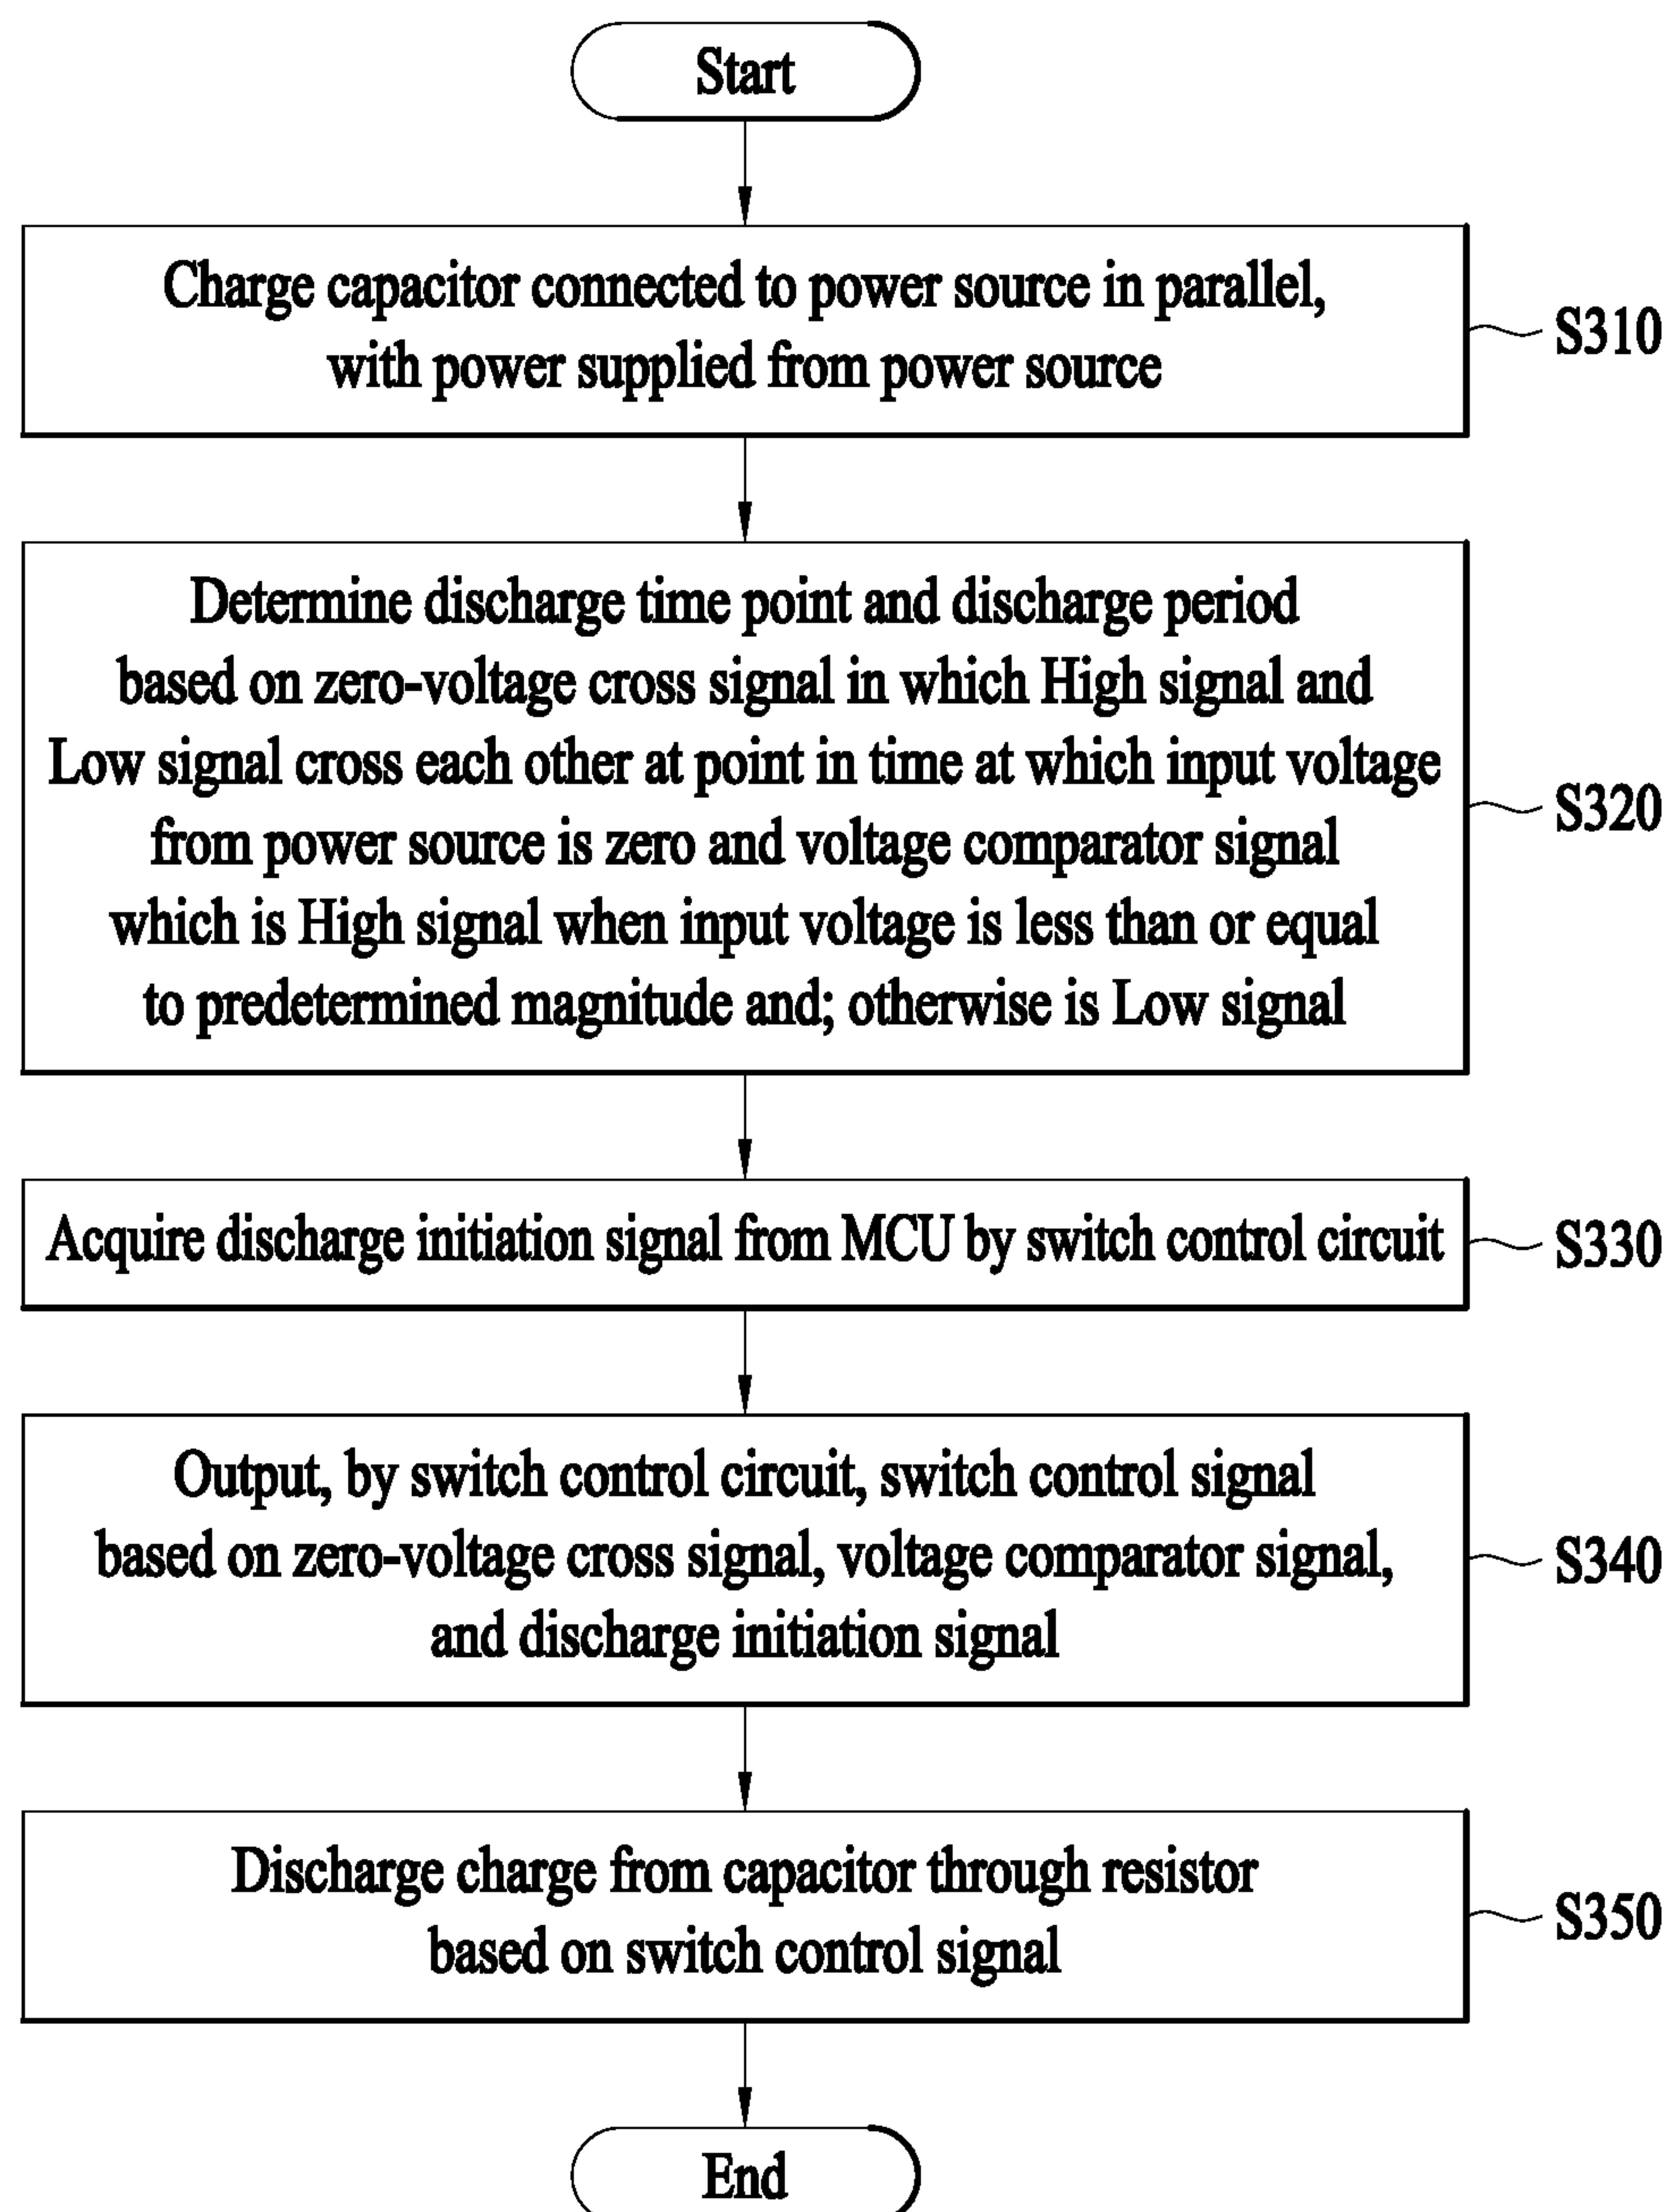 Start
Charge capacitor connected to power source in parallel,
with power supplied from power source
S310
Determine discharge time point and discharge period
based on zero-voltage cross signal in which High signal and
Low signal cross each other at point in time at which input voltage
from power source is zero and voltage comparator signal
which is High signal when input voltage is less than or equal
to predetermined magnitude and; otherwise is Low signal
S320
Acquire discharge initiation signal from MCU by switch control circuit
S330
Output, by switch control circuit, switch control signal
based on zero-voltage cross signal, voltage comparator signal,
and discharge initiation signal
S340
Discharge charge from capacitor through resistor
based on switch control signal
S350
End